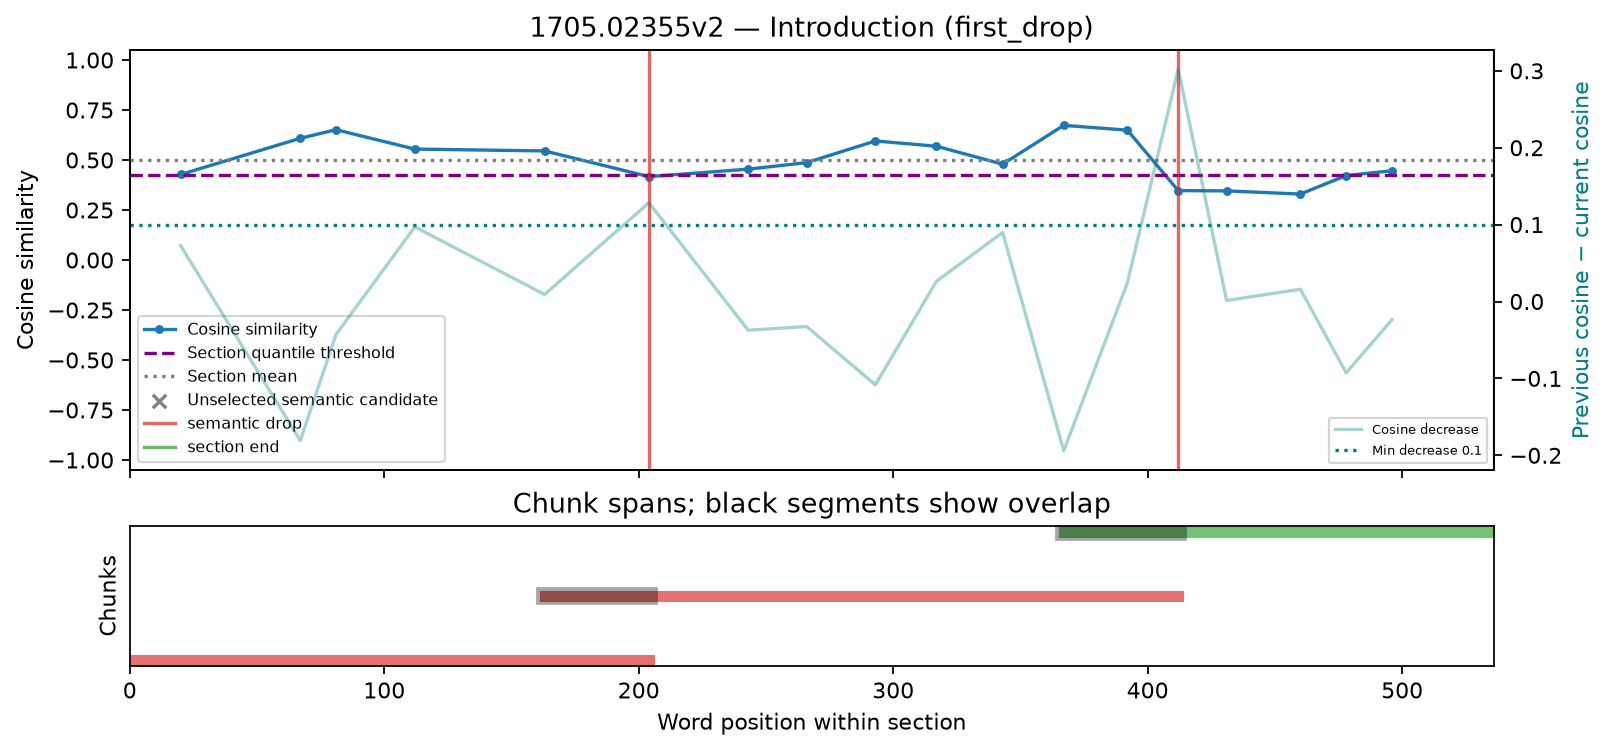 1705.02355v2 — Introduction (first_drop)
Cosine similarity
1.00
0.75
0.50
0.25
0.00
−0.25
−0.50
−0.75
−1.00
Cosine similarity
Section quantile threshold
Section mean
Unselected semantic candidate
semantic drop
section end
Cosine decrease
Min decrease 0.1
0.3
0.2
0.1
0.0
−0.1
−0.2
Previous cosine − current cosine
Chunk spans; black segments show overlap
Chunks
0
100
200
300
400
500
Word position within section